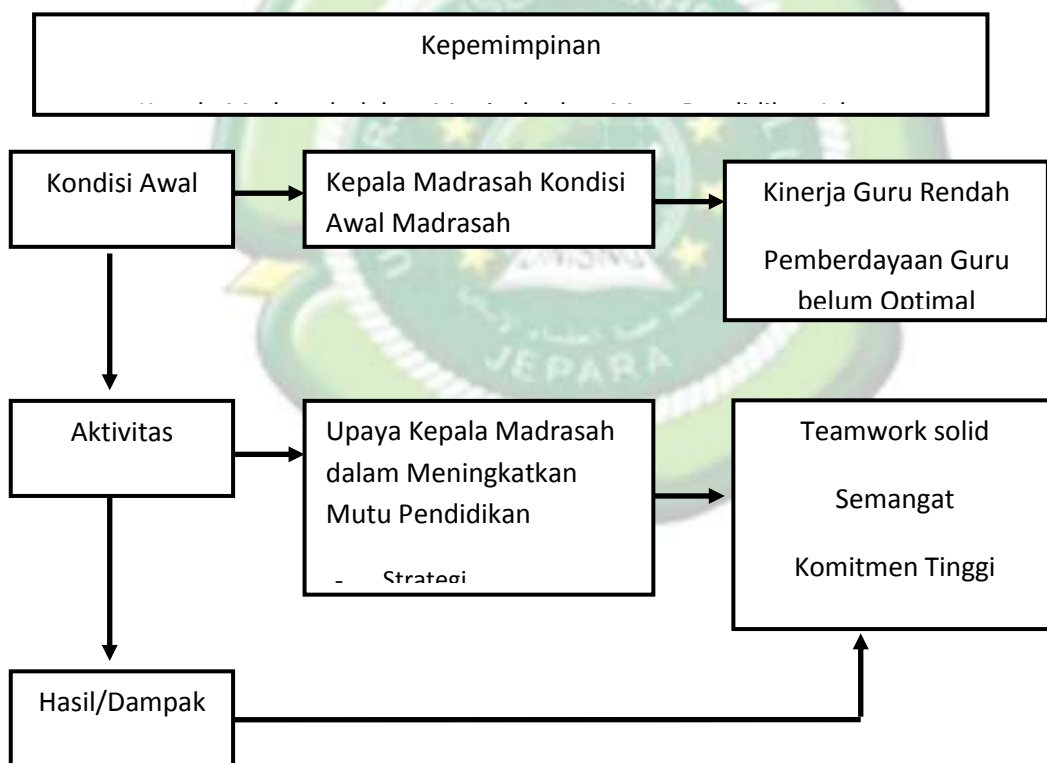 Kepemimpinan
Kondisi Awal
Kepala Madrasah Kondisi
Awal Madrasah
Kinerja Guru Rendah
Pemberdayaan Guru
belum Optimal
JEPARA
Aktivitas
Upaya Kepala Madrasah
dalam Meningkatkan
Mutu Pendidikan
- Strategi
Teamwork solid
Semangat
Komitmen Tinggi
Hasil/Dampak